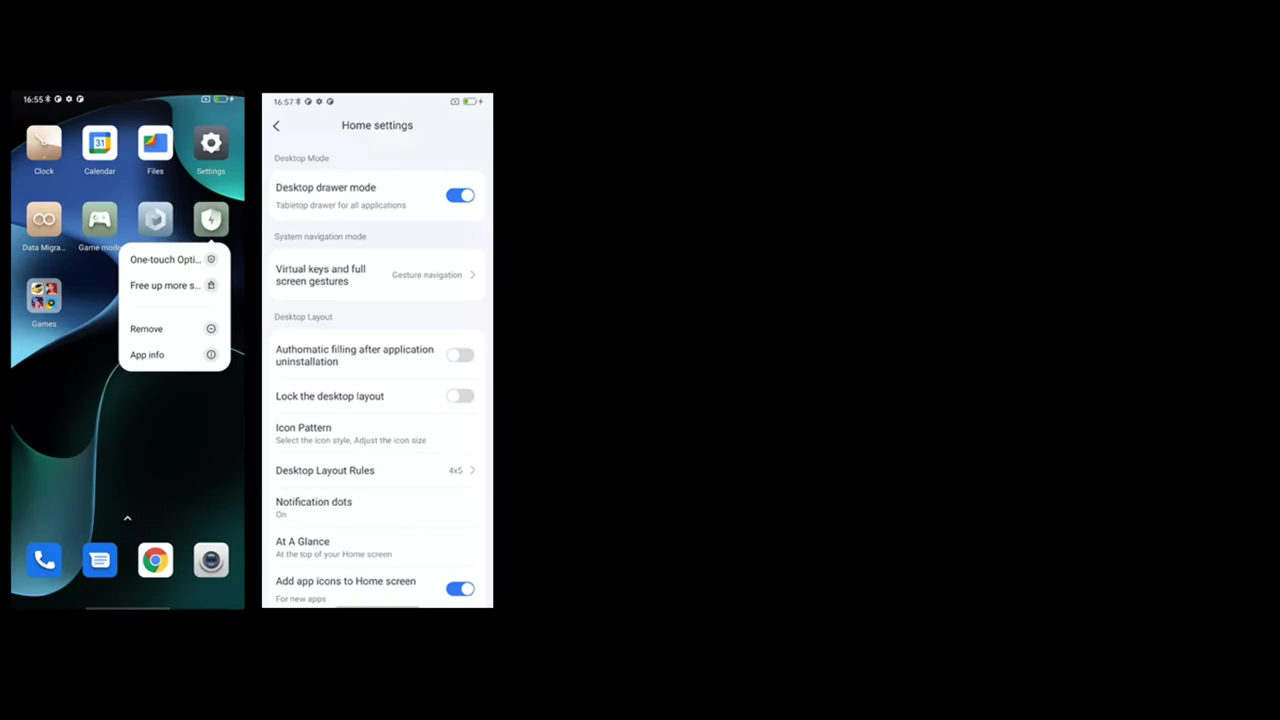 16:55
31
Clock
Calendar
Files
Settings
Data Migra...
Game mode
One-touch Opti...
Free up more s...
Games
Remove
App info
16:57
Home settings
Desktop Mode
Desktop drawer mode
Tabletop drawer for all applications
System navigation mode
Virtual keys and full
screen gestures
Gesture navigation
Desktop Layout
Authomatic filling after application
uninstallation
Lock the desktop layout
Icon Pattern
Select the icon style, Adjust the icon size
Desktop Layout Rules
4x5
Notification dots
On
At A Glance
At the top of your Home screen
Add app icons to Home screen
For new apps